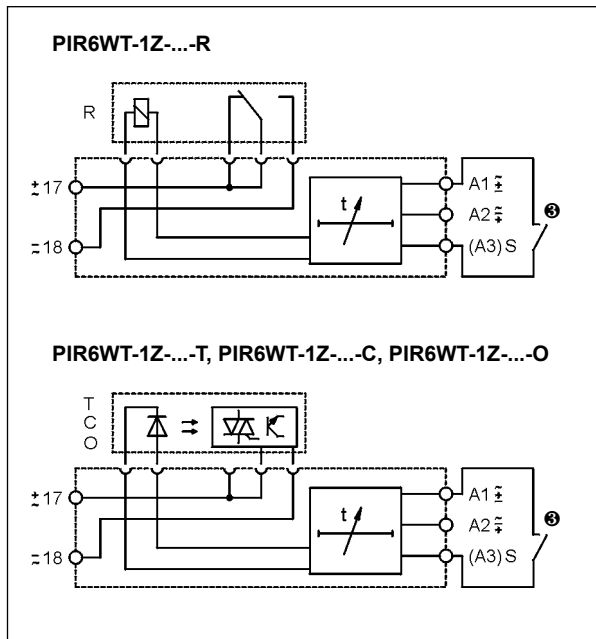 PIR6WT-1Z-...-R
R
t
± ~ 17
A1 ~ ±
A2 ~ ∓
❸
(A3) S
~ = 18
PIR6WT-1Z-...-T, PIR6WT-1Z-...-C, PIR6WT-1Z-...-O
T
C
O
t
± ~ 17
A1 ~ ±
A2 ~ ∓
❸
(A3) S
~ = 18